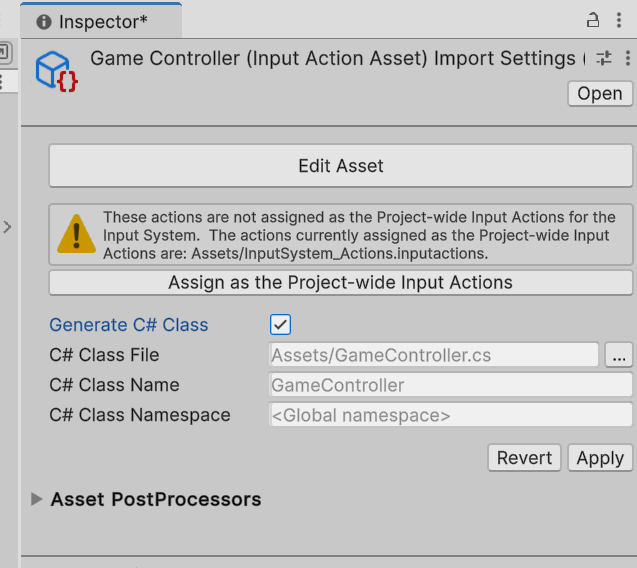 Inspector*
Game Controller (Input Action Asset) Import Settings (
Open
Edit Asset
These actions are not assigned as the Project-wide Input Actions for the
Input System.  The actions currently assigned as the Project-wide Input
Actions are: Assets/InputSystem_Actions.inputactions.
Assign as the Project-wide Input Actions
Generate C# Class
C# Class File Assets/GameController.cs ...
C# Class Name GameController
C# Class Namespace <Global namespace>
Revert Apply
Asset PostProcessors